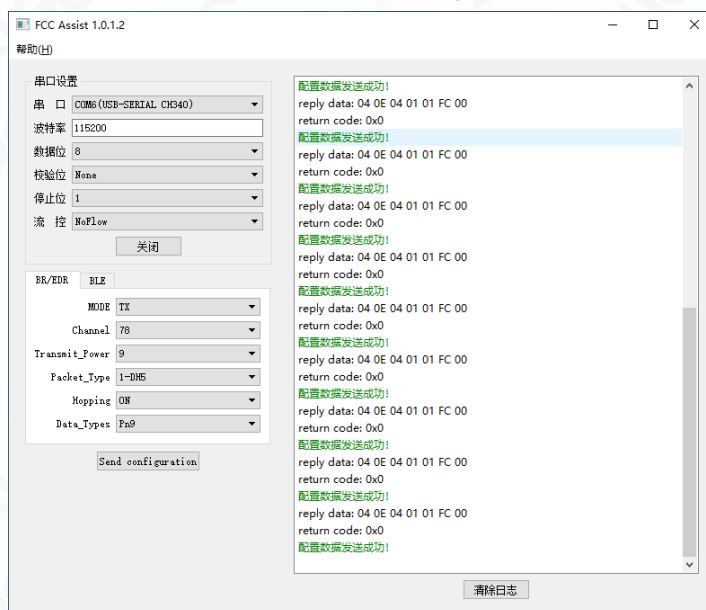 FCC Assist 1.0.1.2
帮助(H)
串口设置
串 口 COM6(USB-SERIAL CH340)
波特率 115200
数据位 8
校验位 None
停止位 1
流 控 NoFlow
关闭
BR/EDR BLE
MODE TX
Channel 78
Transmit_Power 9
Packet_Type 1-DH5
Hopping ON
Data_Types Pn9
Send configuration
配置数据发送成功!
reply data: 04 0E 04 01 01 FC 00
return code: 0x0
配置数据发送成功!
reply data: 04 0E 04 01 01 FC 00
return code: 0x0
配置数据发送成功!
reply data: 04 0E 04 01 01 FC 00
return code: 0x0
配置数据发送成功!
reply data: 04 0E 04 01 01 FC 00
return code: 0x0
配置数据发送成功!
reply data: 04 0E 04 01 01 FC 00
return code: 0x0
配置数据发送成功!
reply data: 04 0E 04 01 01 FC 00
return code: 0x0
配置数据发送成功!
reply data: 04 0E 04 01 01 FC 00
return code: 0x0
配置数据发送成功!
reply data: 04 0E 04 01 01 FC 00
return code: 0x0
配置数据发送成功!
reply data: 04 0E 04 01 01 FC 00
return code: 0x0
配置数据发送成功!
清除日志